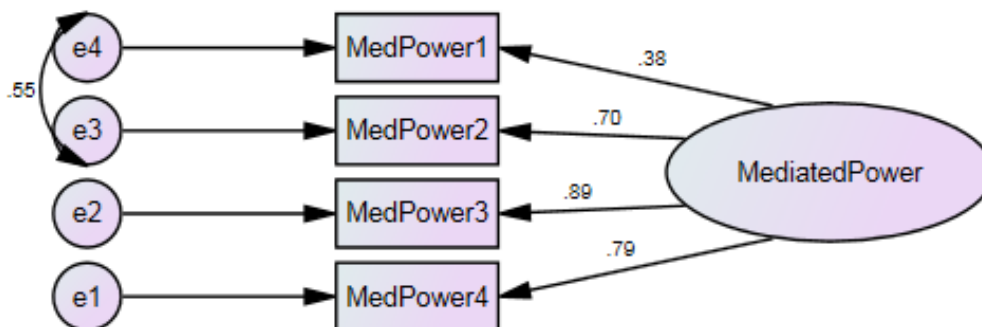 e4
MedPower1
.38
.55
e3
MedPower2
.70
MediatedPower
e2
MedPower3
.89
e1
MedPower4
.79